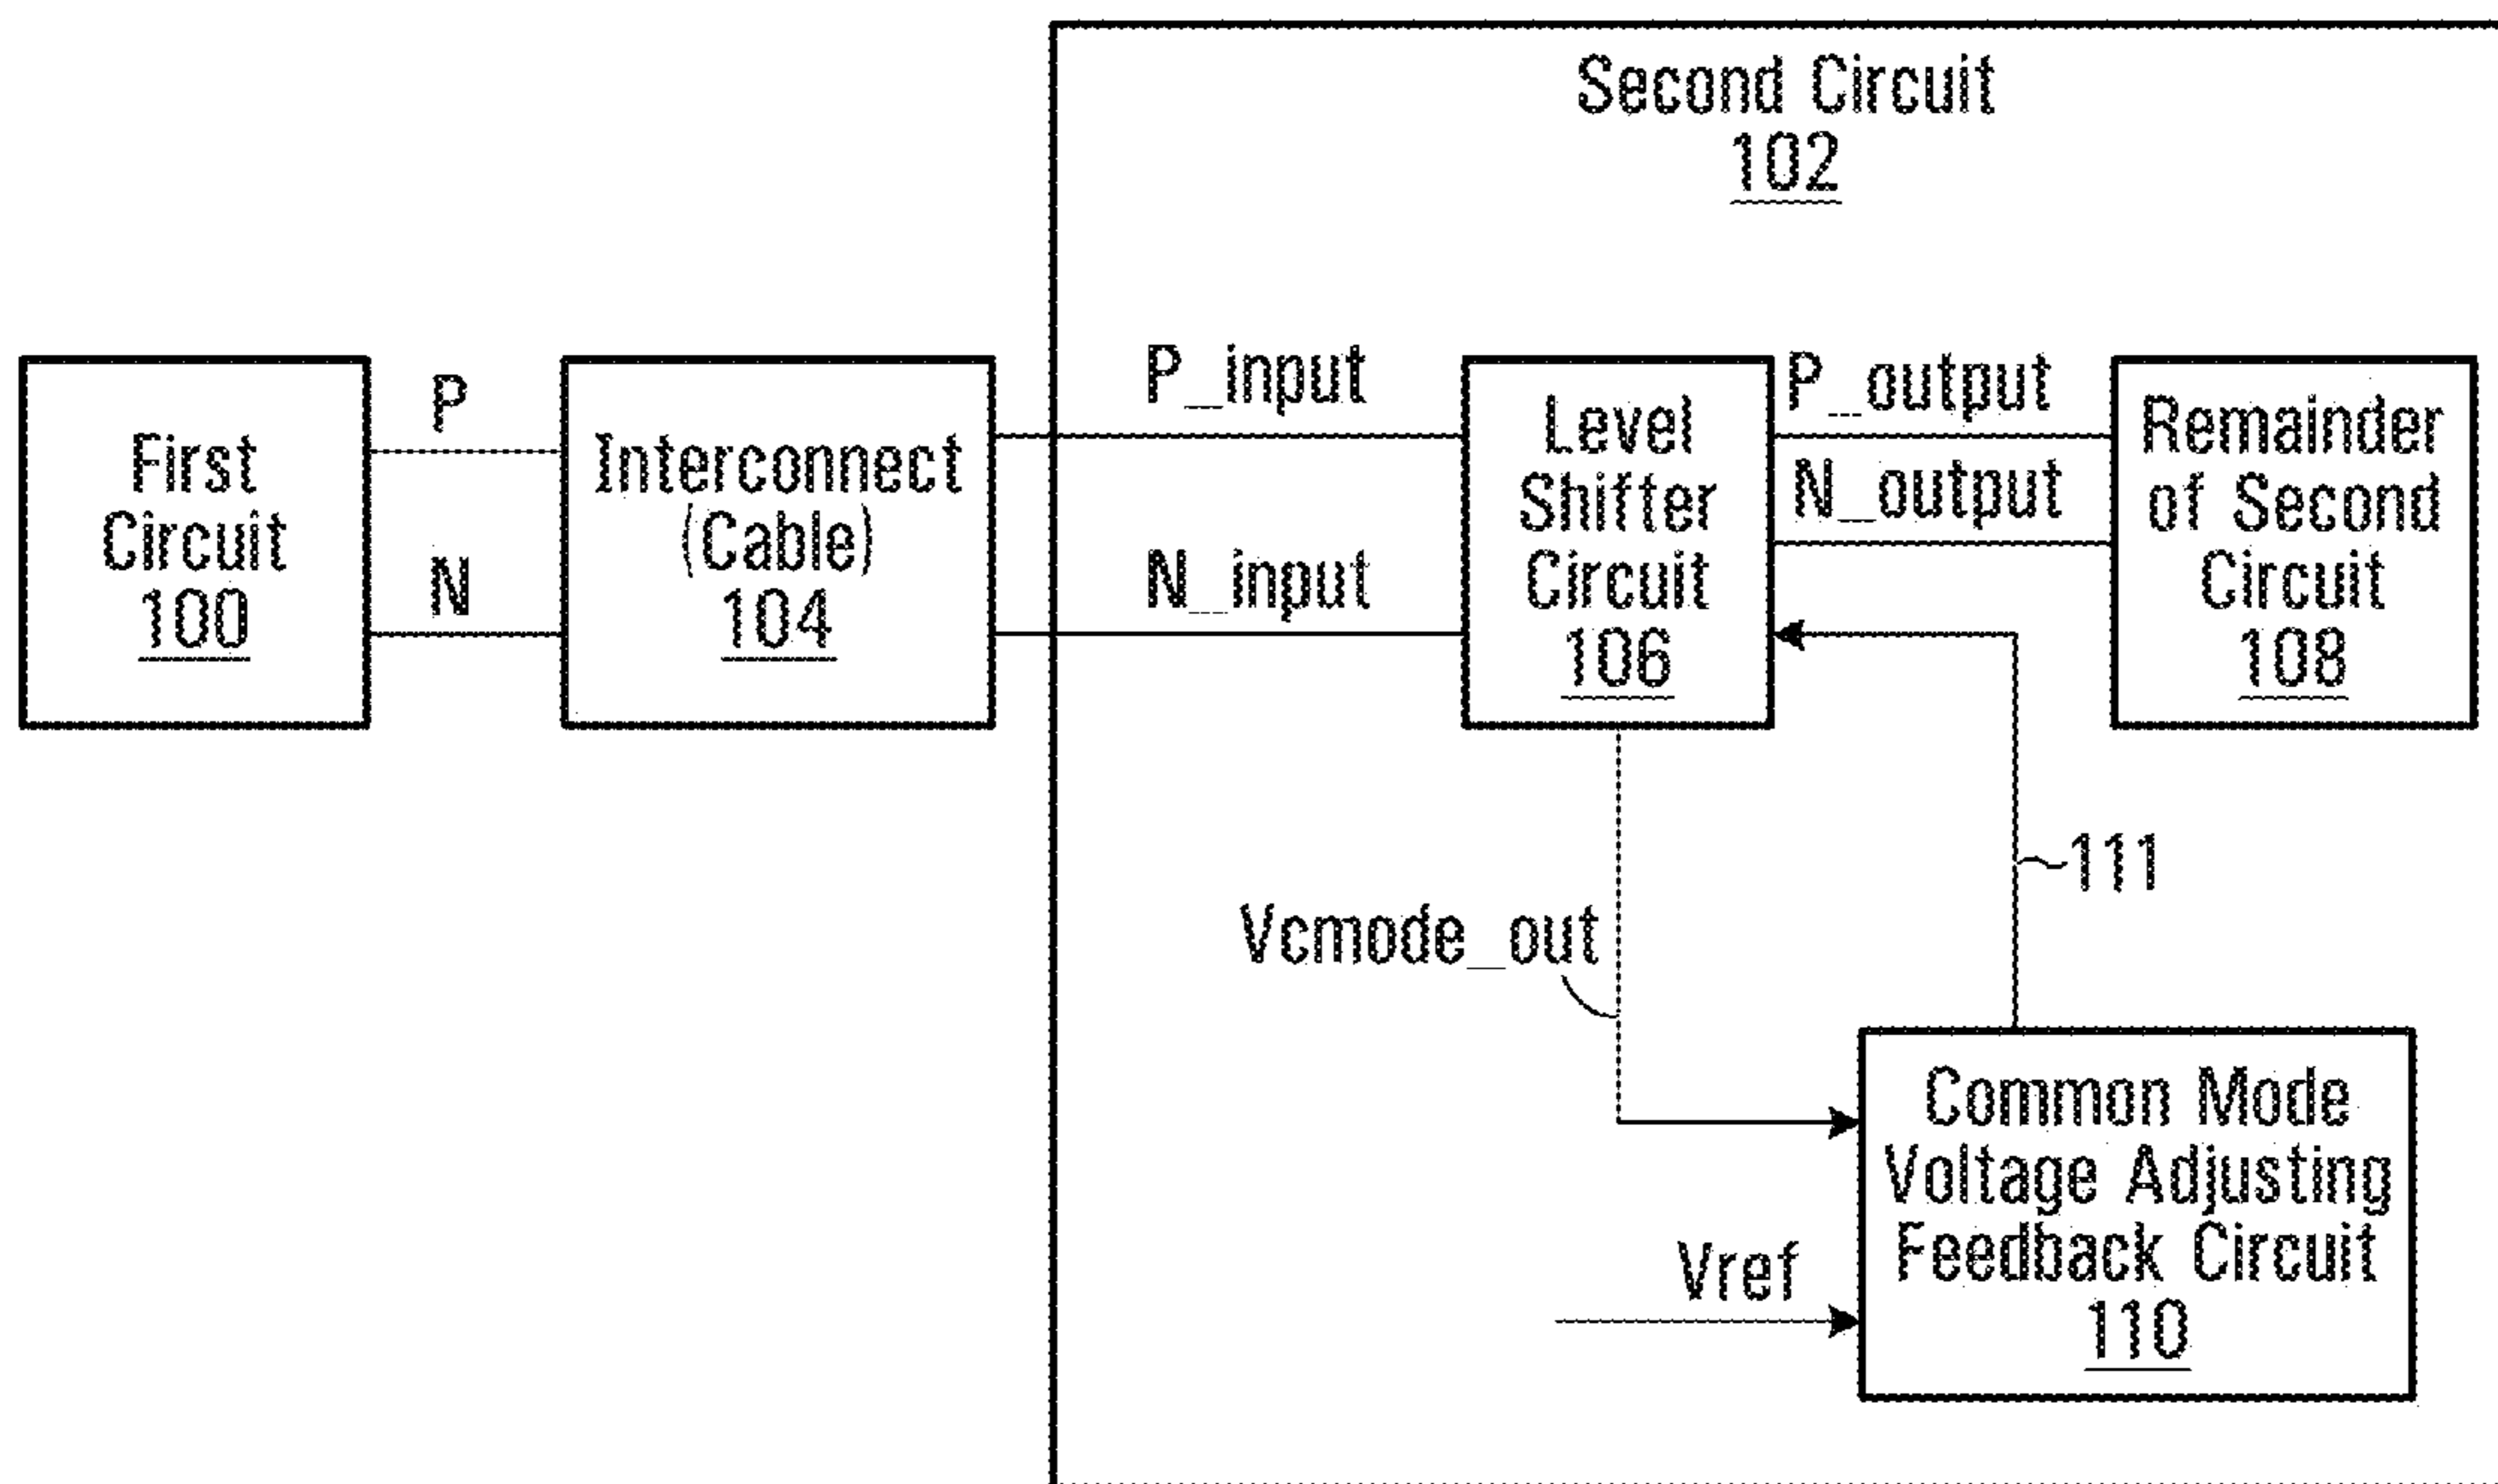 Second Circuit
102
First
Circuit
100
P
N
Interconnect
(Cable)
104
P_input
N_input
Level
Shifter
Circuit
106
P_output
N_output
Remainder
of Second
Circuit
108
111
Vcmode_out
Vref
Common Mode
Voltage Adjusting
Feedback Circuit
110